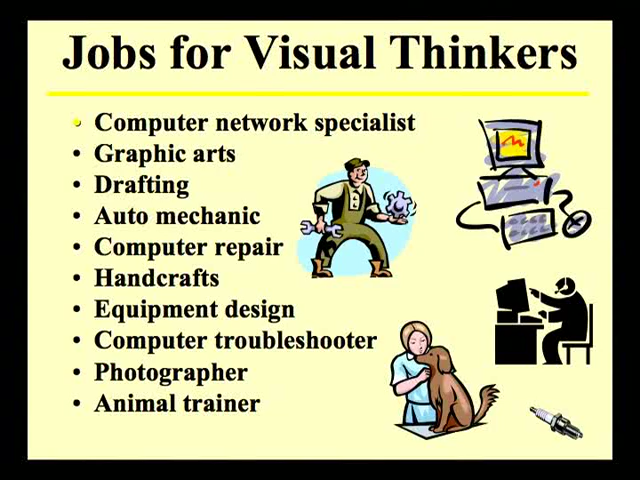 Jobs for Visual Thinkers
• Computer network specialist
• Graphic arts
• Drafting
• Auto mechanic
• Computer repair
• Handcrafts
• Equipment design
• Computer troubleshooter
• Photographer
• Animal trainer